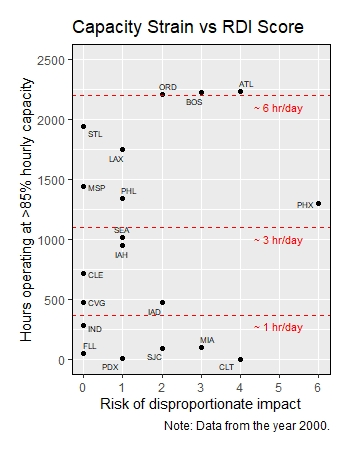 Capacity Strain vs RDI Score
Hours operating at >85% hourly capacity
2500
2000
1500
1000
500
0
ORD
ATL
BOS
~ 6 hr/day
STL
LAX
MSP
PHL
PHX
SEA
~ 3 hr/day
IAH
CLE
CVG
IAD
IND
~ 1 hr/day
FLL
MIA
SJC
PDX
CLT
0 1 2 3 4 5 6
Risk of disproportionate impact
Note: Data from the year 2000.